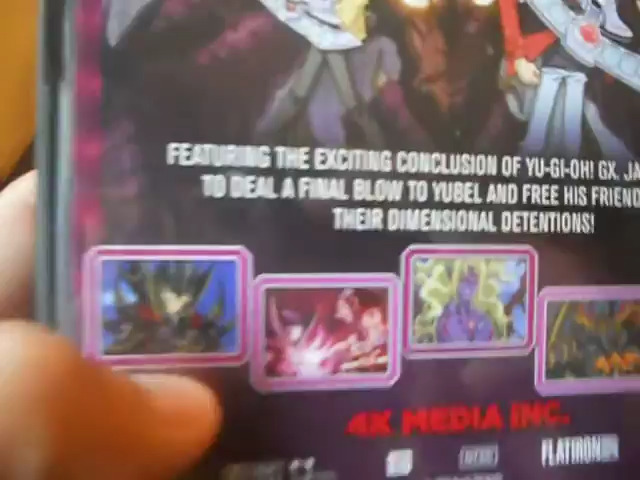 FEATURING THE EXCITING CONCLUSION OF YU-GI-OH! GX. JA
TO DEAL A FINAL BLOW TO YUBEL AND FREE HIS FRIEND
THEIR DIMENSIONAL DETENTIONS!
4K MEDIA INC.
FLATIRON